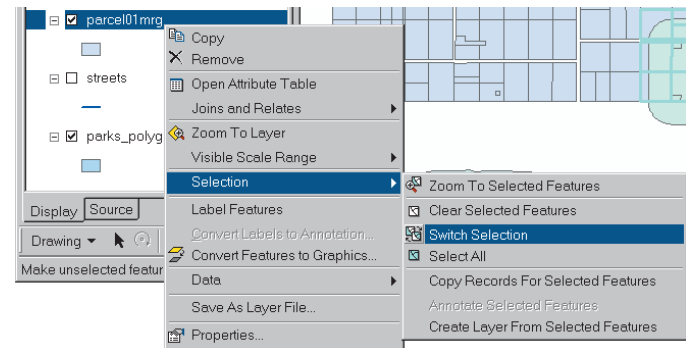 parcel01mrg
streets
parks_polyg
Display
Source
Drawing
Make unselected featur
Copy
Remove
Open Attribute Table
Joins and Relates
Zoom To Layer
Visible Scale Range
Selection
Label Features
Convert Labels to Annotation...
Convert Features to Graphics...
Data
Save As Layer File...
Properties...
Zoom To Selected Features
Clear Selected Features
Switch Selection
Select All
Copy Records For Selected Features
Annotate Selected Features
Create Layer From Selected Features